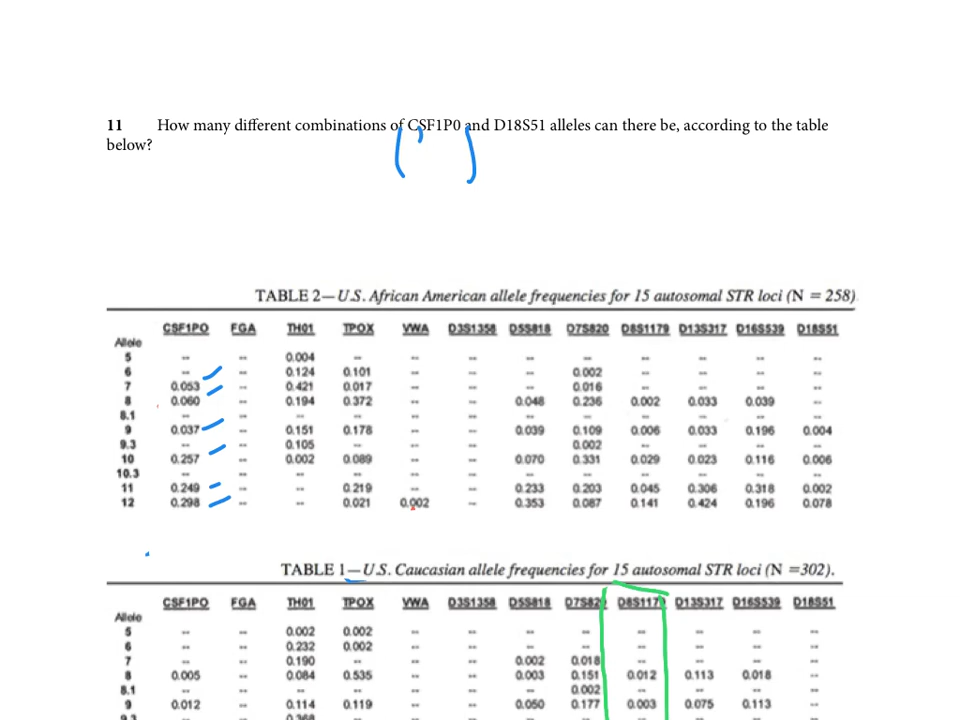 11 How many different combinations of CSF1P0 and D18S51 alleles can there be, according to the table
below?
TABLE 2—U.S. African American allele frequencies for 15 autosomal STR loci (N = 258)
CSF1PO FGA TH01 TPOX VWA D3S1358 D5S818 D7S820 D8S1179 D13S317 D16S539 D18S51
Allele
5 -- -- 0.004 -- -- -- -- -- -- -- -- --
6 -- -- 0.124 0.101 -- -- -- 0.002 -- -- -- --
7 0.053 -- 0.421 0.017 -- -- -- 0.016 -- -- -- --
8 0.060 -- 0.194 0.372 -- -- 0.048 0.236 0.002 0.033 0.039 --
8.1 -- -- -- -- -- -- -- -- -- -- -- --
9 0.037 -- 0.151 0.178 -- -- 0.039 0.109 0.006 0.033 0.196 0.004
9.3 -- -- 0.105 -- -- -- -- 0.002 -- -- -- --
10 0.257 -- 0.002 0.089 -- -- 0.070 0.331 0.029 0.023 0.116 0.006
10.3 -- -- -- -- -- -- -- -- -- -- -- --
11 0.249 -- -- 0.219 -- -- 0.233 0.203 0.045 0.306 0.318 0.002
12 0.298 -- -- 0.021 0.002 -- 0.353 0.087 0.141 0.424 0.196 0.078
TABLE 1—U.S. Caucasian allele frequencies for 15 autosomal STR loci (N =302).
CSF1PO FGA TH01 TPOX VWA D3S1358 D5S818 D7S820 D8S1179 D13S317 D16S539 D18S51
Allele
5 -- -- 0.002 0.002 -- -- -- -- -- -- -- --
6 -- -- 0.232 0.002 -- -- -- -- -- -- -- --
7 -- -- 0.190 -- -- -- 0.002 0.018 -- -- -- --
8 0.005 -- 0.084 0.535 -- -- 0.003 0.151 0.012 0.113 0.018 --
8.1 -- -- -- -- -- -- -- 0.002 -- -- -- --
9 0.012 -- 0.114 0.119 -- -- 0.050 0.177 0.003 0.075 0.113 --